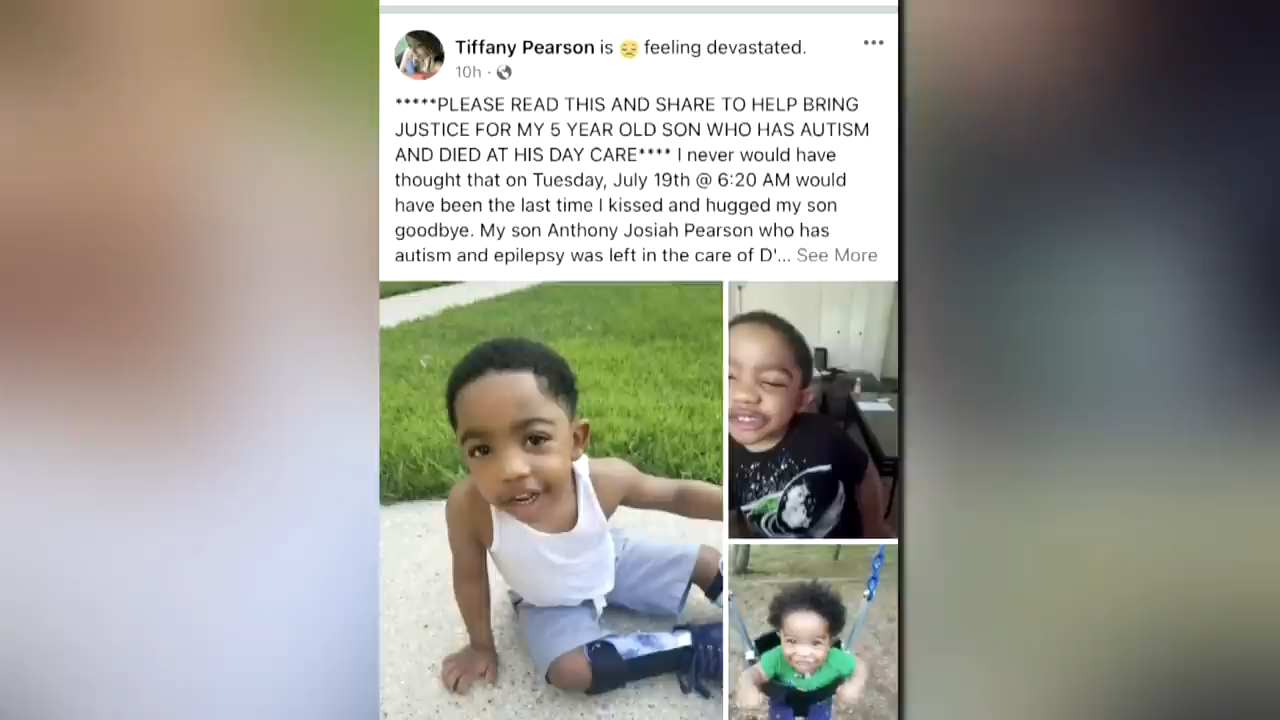 Tiffany Pearson is 😔 feeling devastated.
10h ·
*****PLEASE READ THIS AND SHARE TO HELP BRING
JUSTICE FOR MY 5 YEAR OLD SON WHO HAS AUTISM
AND DIED AT HIS DAY CARE**** I never would have
thought that on Tuesday, July 19th @ 6:20 AM would
have been the last time I kissed and hugged my son
goodbye. My son Anthony Josiah Pearson who has
autism and epilepsy was left in the care of D'... See More